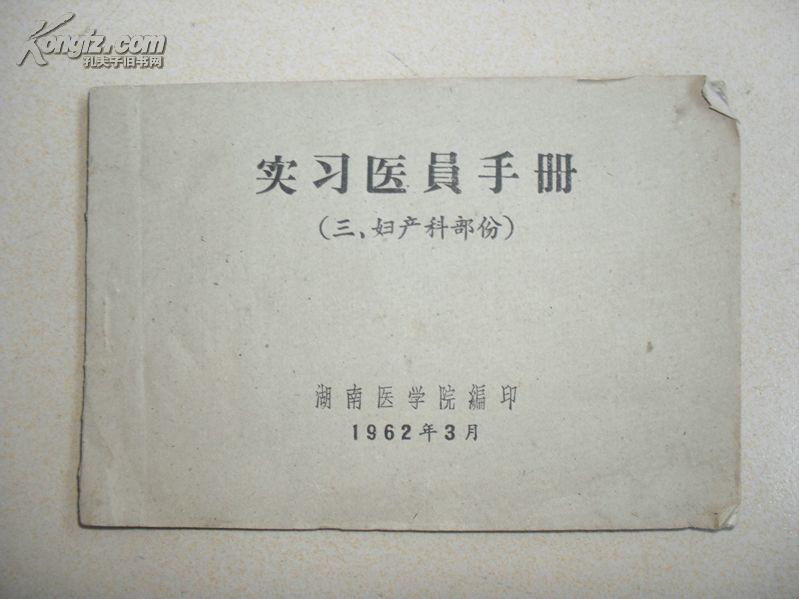 Kongfz.com
孔夫子旧书网
实习医員手册
（三、妇产科部份）
湖南医学院編印
1962年3月